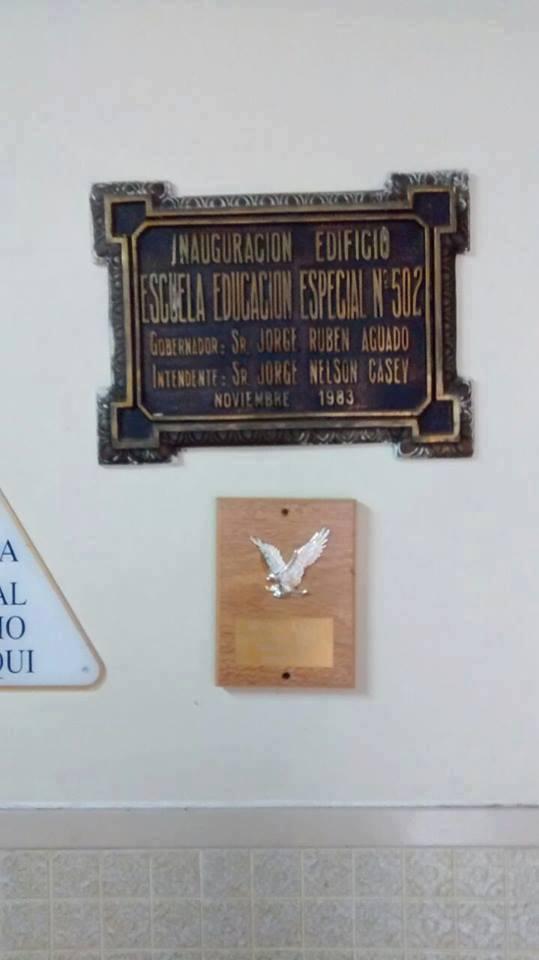 INAUGURACION EDIFICIO
ESCUELA EDUCACION ESPECIAL Nº 502
GOBERNADOR: SR. JORGE RUBEN AGUADO
INTENDENTE: SR. JORGE NELSON CASEY
NOVIEMBRE 1983
A
AL
IO
QUI